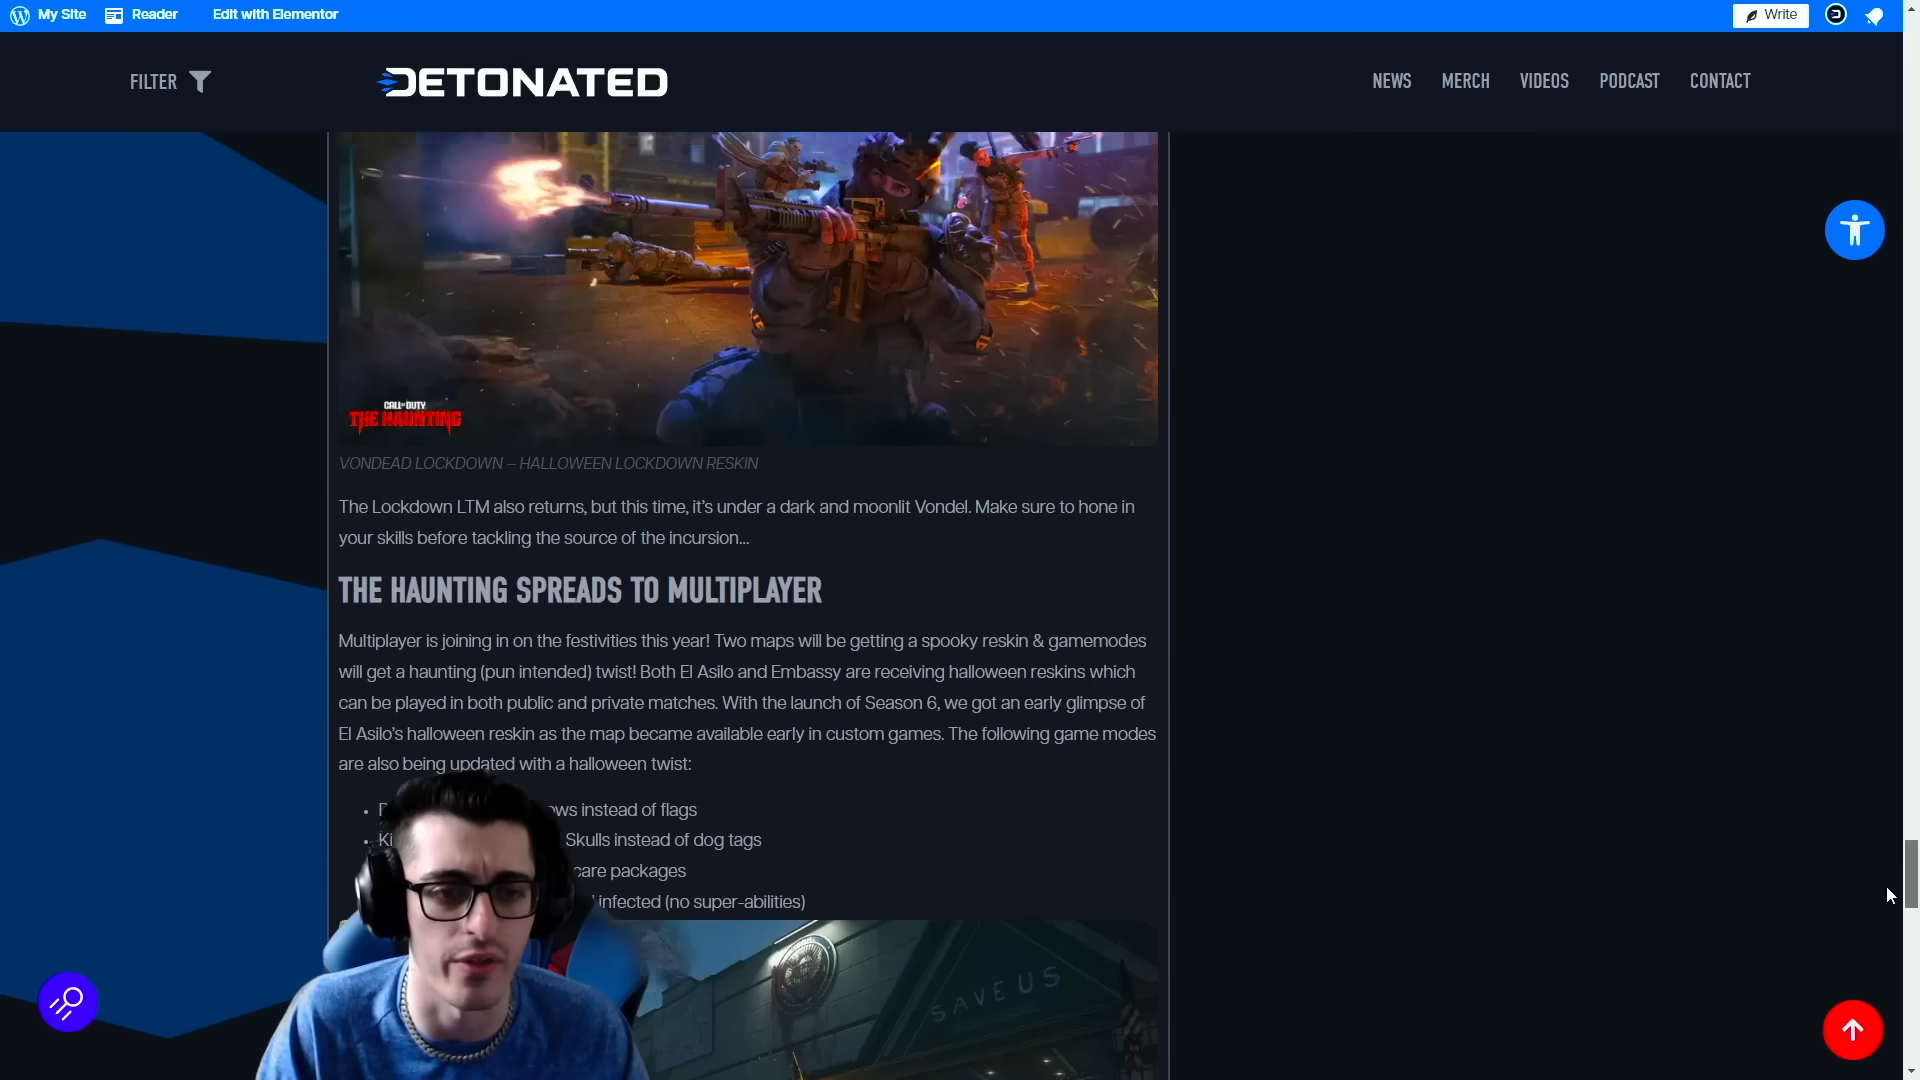 My Site Reader Edit with Elementor Write
FILTER DETONATED NEWS MERCH VIDEOS PODCAST CONTACT
CALL OF DUTY
THE HAUNTING
VONDEAD LOCKDOWN – HALLOWEEN LOCKDOWN RESKIN
The Lockdown LTM also returns, but this time, it’s under a dark and moonlit Vondel. Make sure to hone in
your skills before tackling the source of the incursion…
THE HAUNTING SPREADS TO MULTIPLAYER
Multiplayer is joining in on the festivities this year! Two maps will be getting a spooky reskin & gamemodes
will get a haunting (pun intended) twist! Both El Asilo and Embassy are receiving halloween reskins which
can be played in both public and private matches. With the launch of Season 6, we got an early glimpse of
El Asilo’s halloween reskin as the map became available early in custom games. The following game modes
are also being updated with a halloween twist:
instead of flags
Skulls instead of dog tags
care packages
infected (no super-abilities)
SAVE US